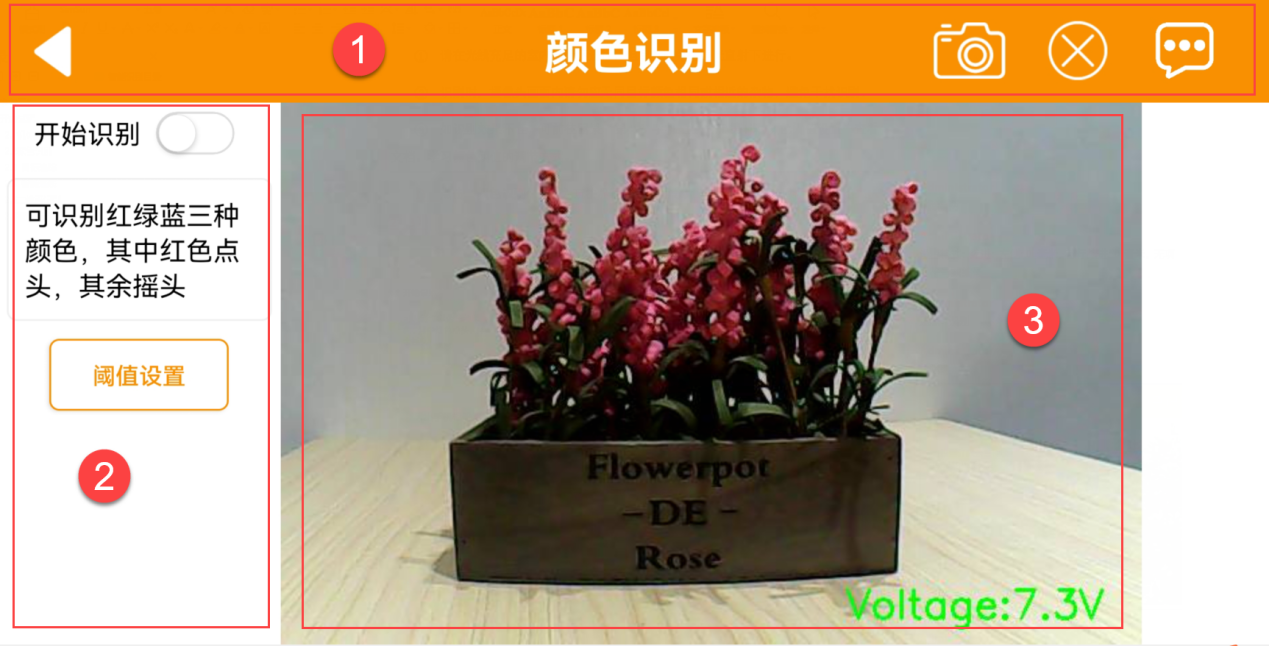 1
颜色识别
开始识别
可识别红绿蓝三种
颜色，其中红色点
头，其余摇头
阈值设置
2
3
Flowerpot
-DE-
Rose
Voltage:7.3V